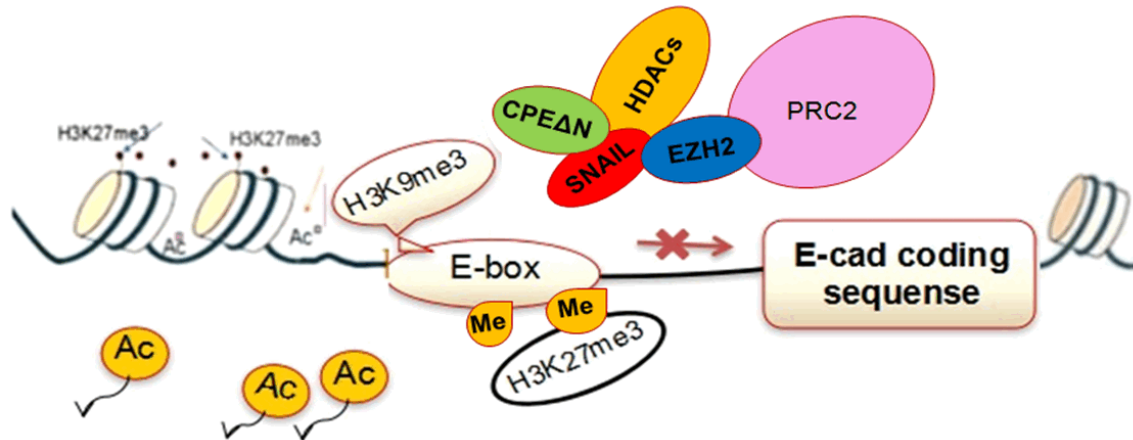 HDACs
CPEΔN
PRC2
SNAIL
EZH2
H3K27me3
H3K27me3
H3K9me3
Ac
Ac
E-box
E-cad coding
sequense
Me
Me
H3K27me3
Ac
Ac
Ac